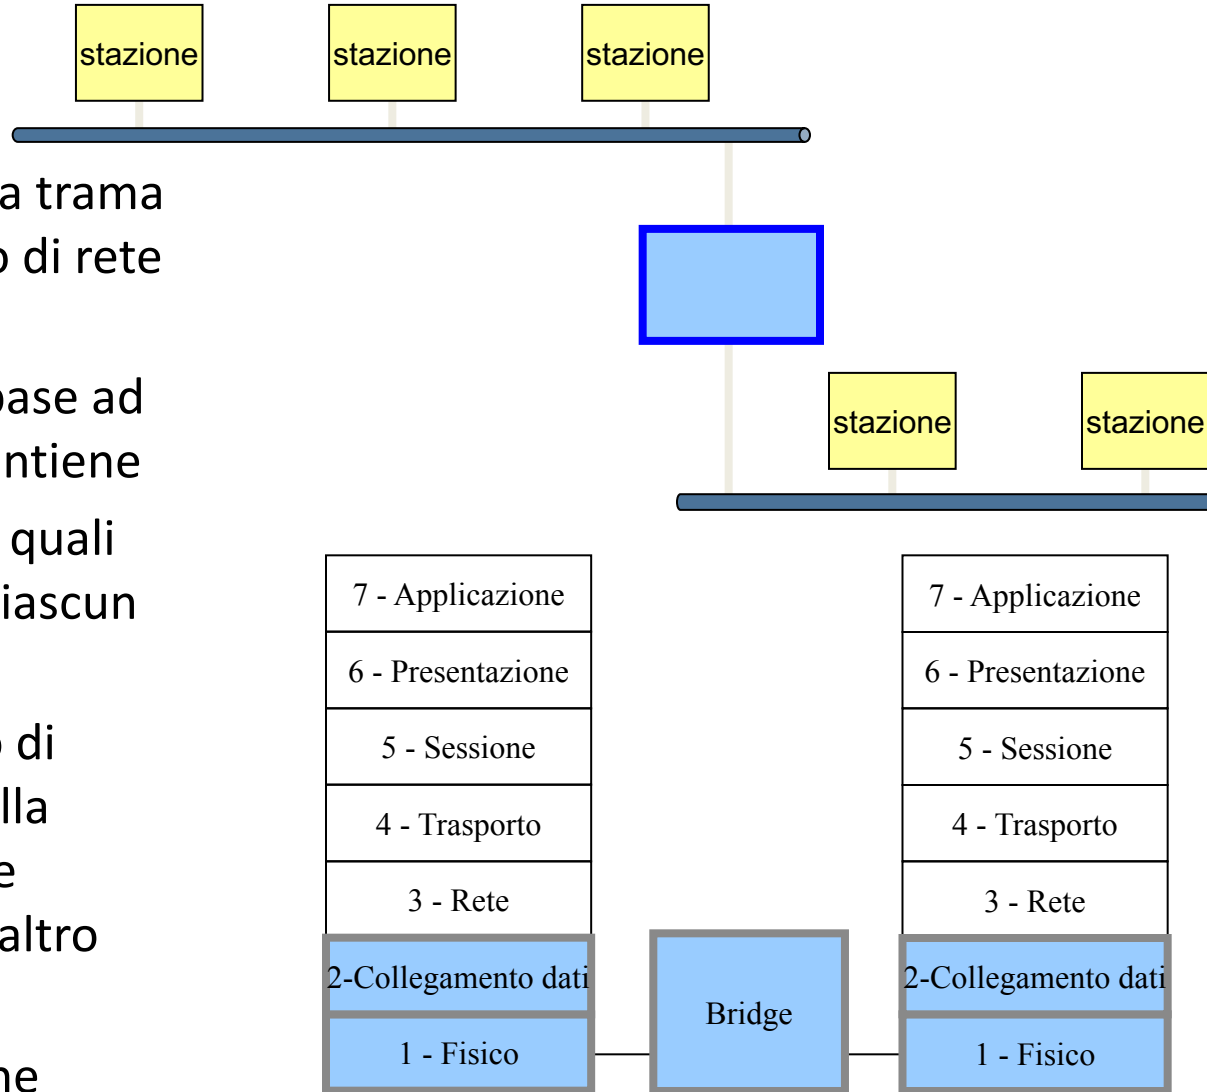 stazione stazione stazione
a trama
o di rete
base ad
stazione stazione
ntiene
quali
iascun
7 - Applicazione 7 - Applicazione
6 - Presentazione 6 - Presentazione
5 - Sessione 5 - Sessione
o di
lla
4 - Trasporto 4 - Trasporto
e
3 - Rete 3 - Rete
altro
2-Collegamento dati 2-Collegamento dati
Bridge
1 - Fisico 1 - Fisico
ne